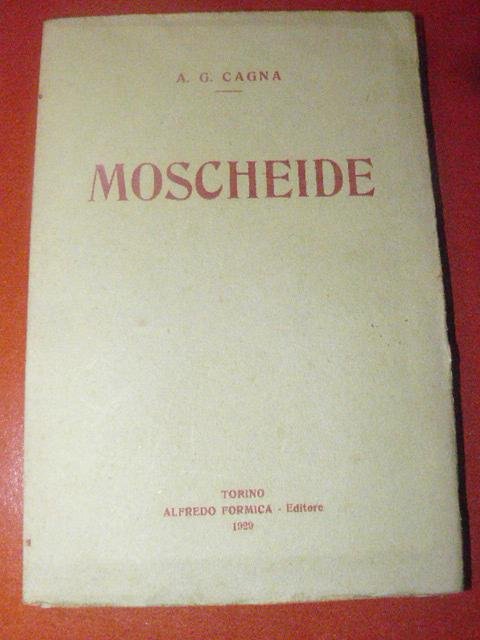 A. G. CAGNA
MOSCHEIDE
TORINO
ALFREDO FORMICA - Editore
1929